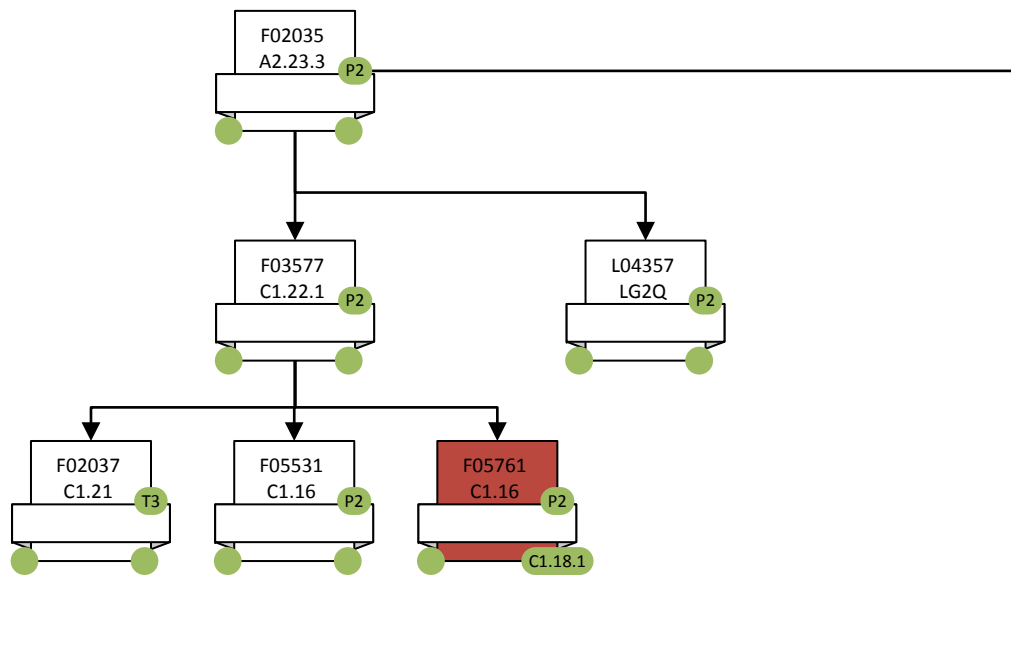 F02035
A2.23.3
P2
F03577
C1.22.1
P2
L04357
LG2Q
P2
F02037
C1.21
T3
F05531
C1.16
P2
F05761
C1.16
P2
C1.18.1